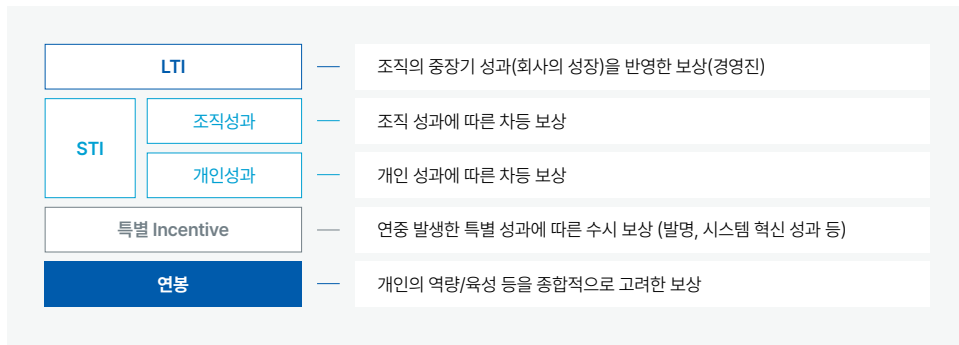 LTI
조직의 중장기 성과(회사의 성장)을 반영한 보상(경영진)
STI
조직성과
조직 성과에 따른 차등 보상
개인성과
개인 성과에 따른 차등 보상
특별 Incentive
연중 발생한 특별 성과에 따른 수시 보상 (발명, 시스템 혁신 성과 등)
연봉
개인의 역량/육성 등을 종합적으로 고려한 보상